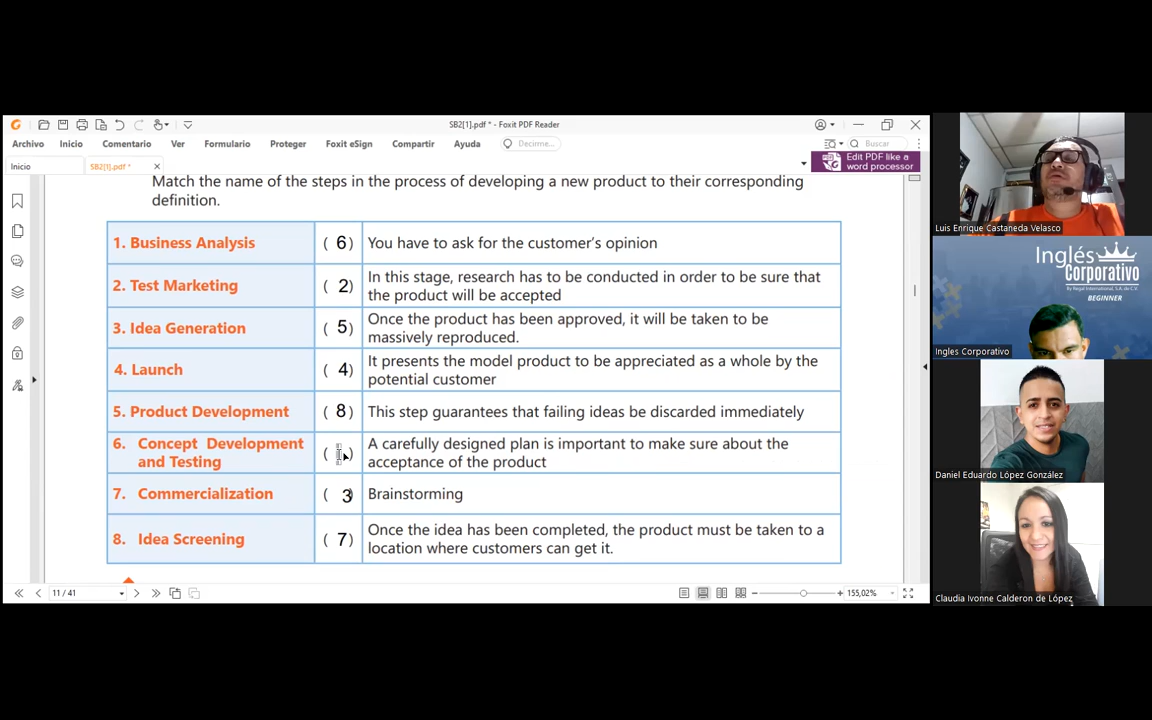 SB2[1].pdf * - Foxit PDF Reader
Archivo Inicio Comentario Ver Formulario Proteger Foxit eSign Compartir Ayuda Decirme... Buscar
Inicio SB2[1].pdf *
Edit PDF like a
word processor
Match the name of the steps in the process of developing a new product to their corresponding
definition.
1. Business Analysis ( 6 ) You have to ask for the customer's opinion
2. Test Marketing ( 2 ) In this stage, research has to be conducted in order to be sure that
the product will be accepted
3. Idea Generation ( 5 ) Once the product has been approved, it will be taken to be
massively reproduced.
4. Launch ( 4 ) It presents the model product to be appreciated as a whole by the
potential customer
5. Product Development ( 8 ) This step guarantees that failing ideas be discarded immediately
6. Concept Development
and Testing ( ) A carefully designed plan is important to make sure about the
acceptance of the product
7. Commercialization ( 3 ) Brainstorming
8. Idea Screening ( 7 ) Once the idea has been completed, the product must be taken to a
location where customers can get it.
11 / 41
155,02%
Luis Enrique Castaneda Velasco
Inglés
Corporativo
By Regal International, S.A. de C.V.
BEGINNER
Ingles Corporativo
Daniel Eduardo López González
Claudia Ivonne Calderon de López